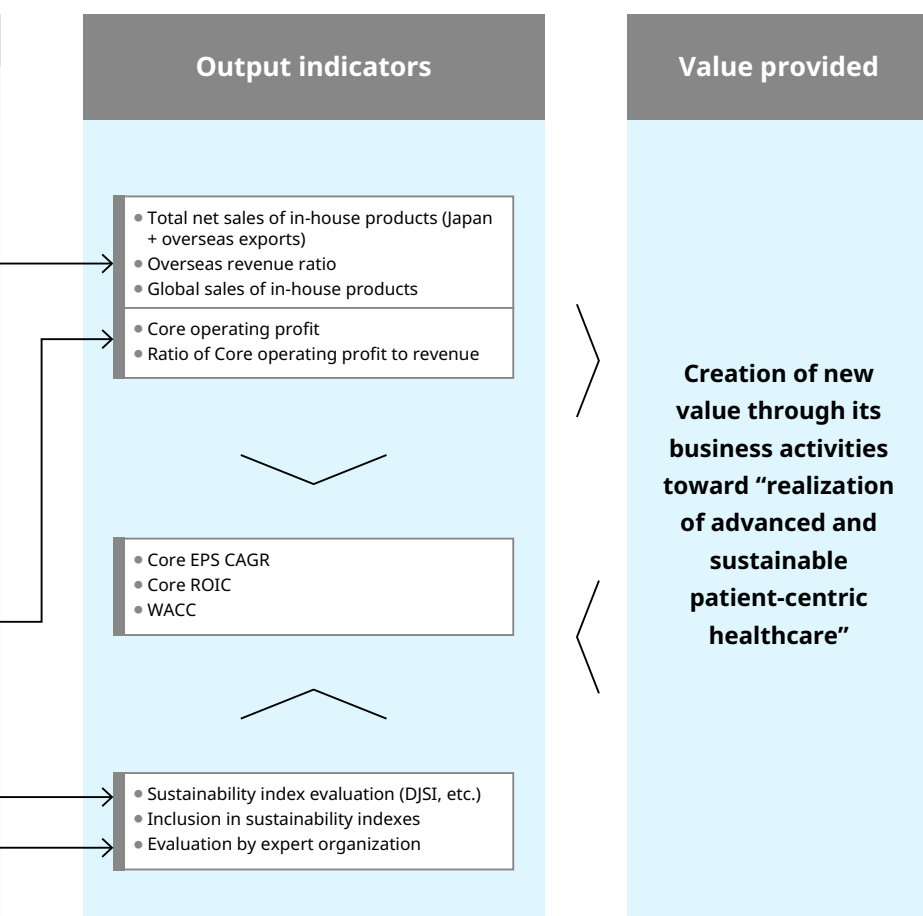 Output indicators
● Total net sales of in-house products (Japan
+ overseas exports)
● Overseas revenue ratio
● Global sales of in-house products
● Core operating profit
● Ratio of Core operating profit to revenue
● Core EPS CAGR
● Core ROIC
● WACC
● Sustainability index evaluation (DJSI, etc.)
● Inclusion in sustainability indexes
● Evaluation by expert organization
Value provided
Creation of new
value through its
business activities
toward “realization
of advanced and
sustainable
patient-centric
healthcare”